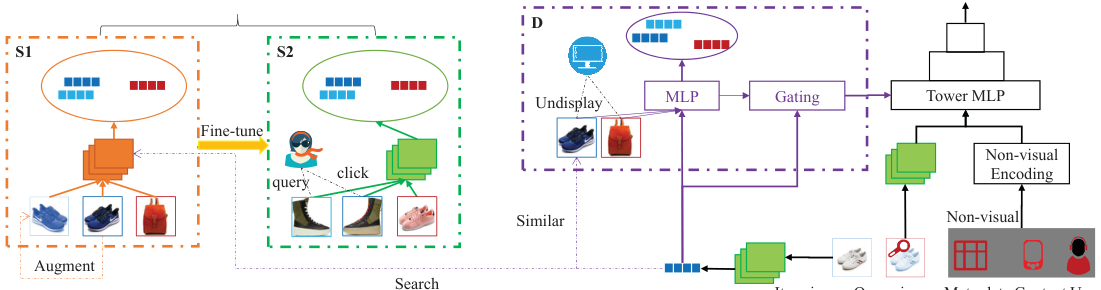 S1
S2
D
Undisplay
MLP
Gating
Tower MLP
Fine-tune
query
click
Non-visual
Encoding
Similar
Non-visual
Augment
Search